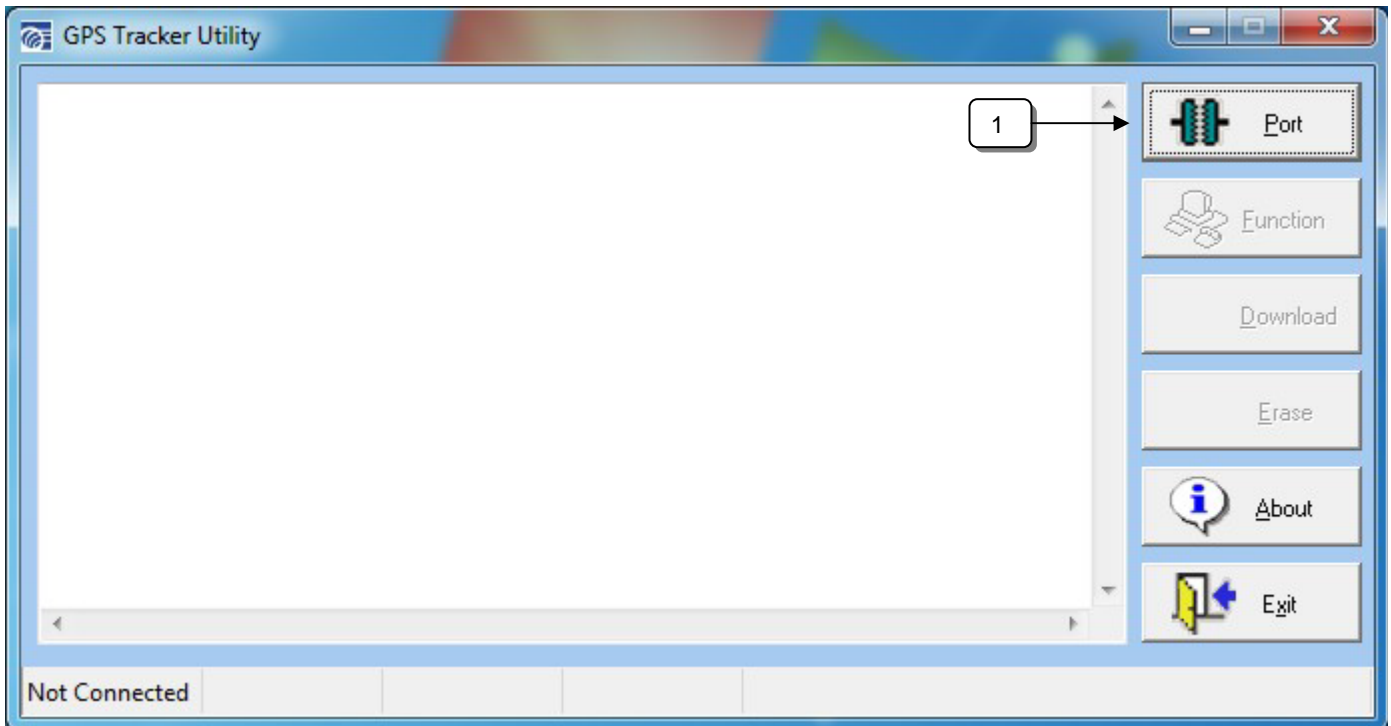 GPS Tracker Utility
1
Port
Function
Download
Erase
About
Exit
Not Connected